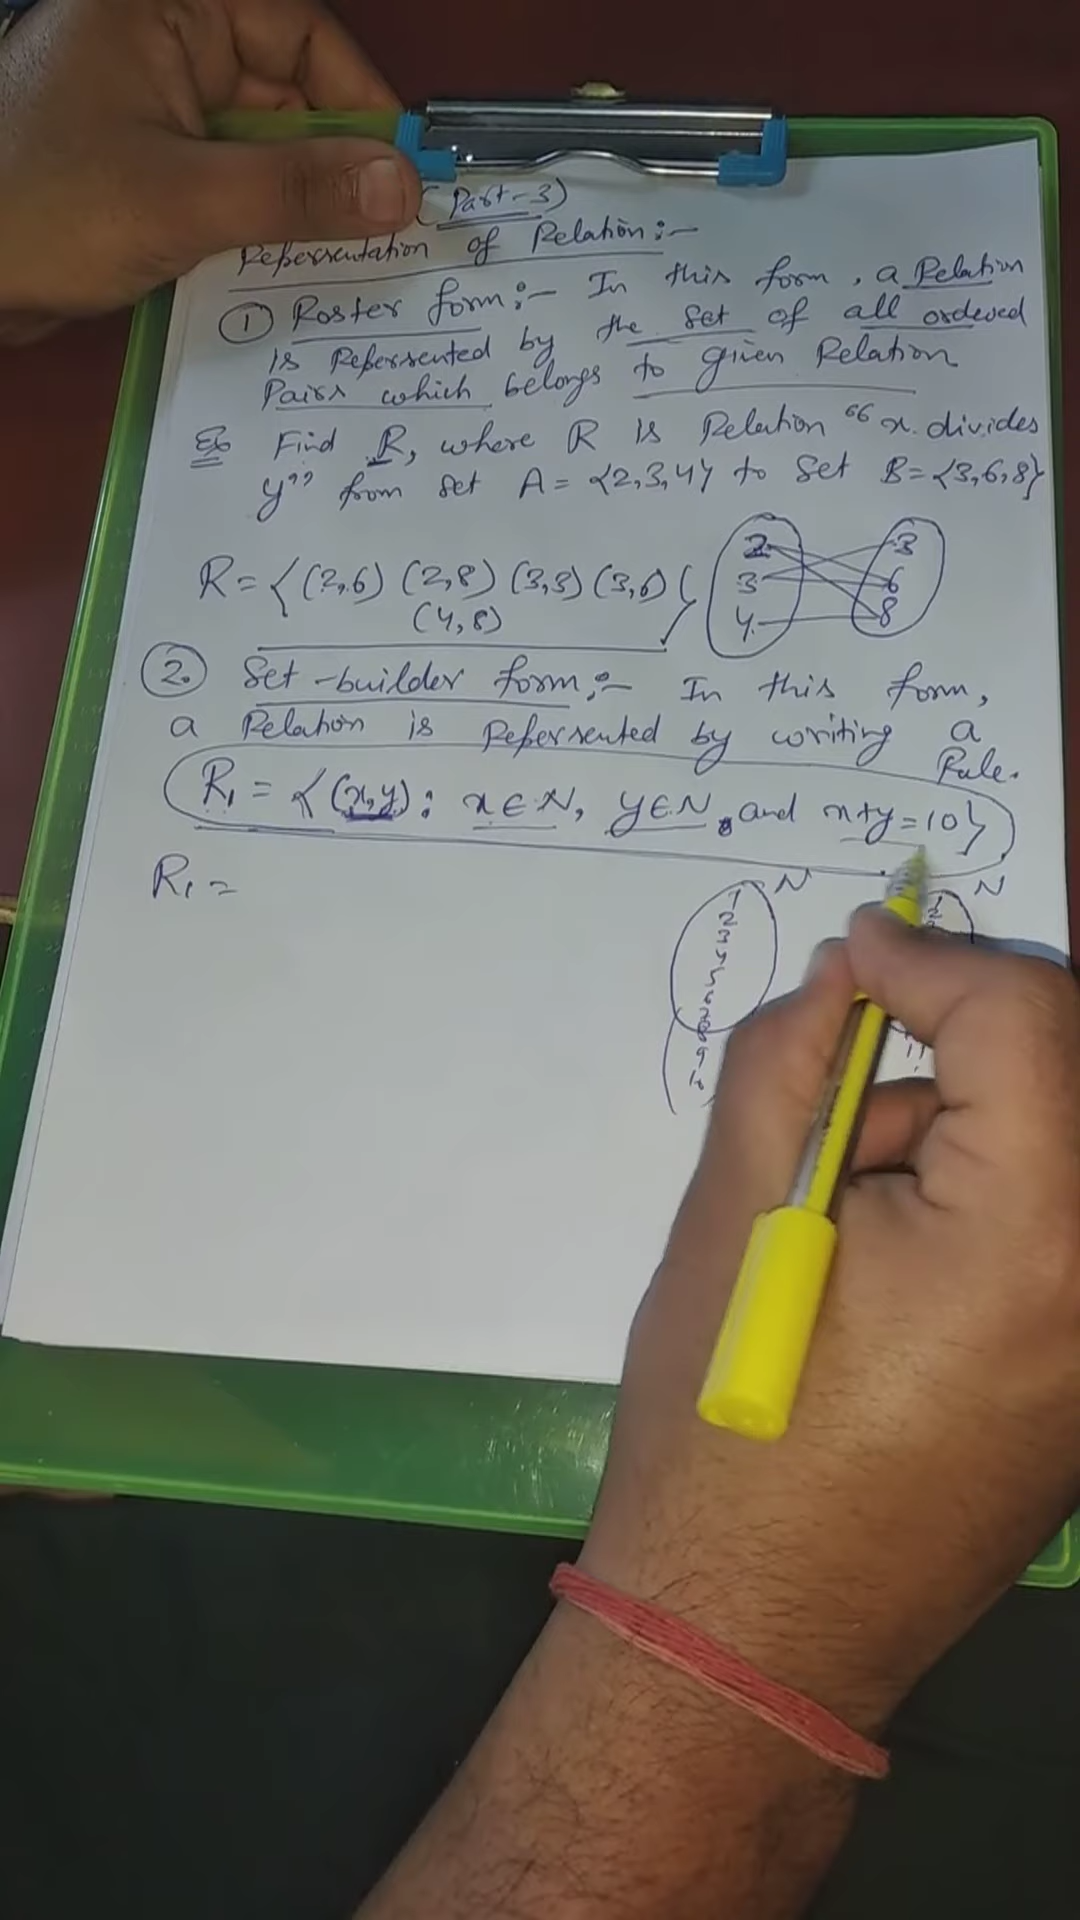 (Part-3)
Representation of Relation:-
① Roster form:- In this form, a Relation
is Represented by the set of all ordered
Pairs which belongs to given Relation
Ex Find R, where R is Relation "x divides
y" from set A = {2,3,4} to set B = {3,6,8}
R = {(2,6) (2,8) (3,3) (3,6)
(4,8)}
2 3
3 6
4 8
② Set-builder form:- In this form,
a Relation is Represented by writing a
Rule.
R₁ = {(x,y): x∈N, y∈N and x+y=10}
R₁ =
N N
1
2
3
4
5
6
7
8
9
10
1
2